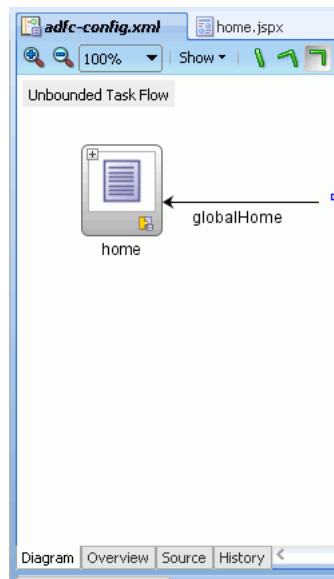 adfc-config.xml home.jspx
100% Show
Unbounded Task Flow
globalHome
home
Diagram Overview Source History